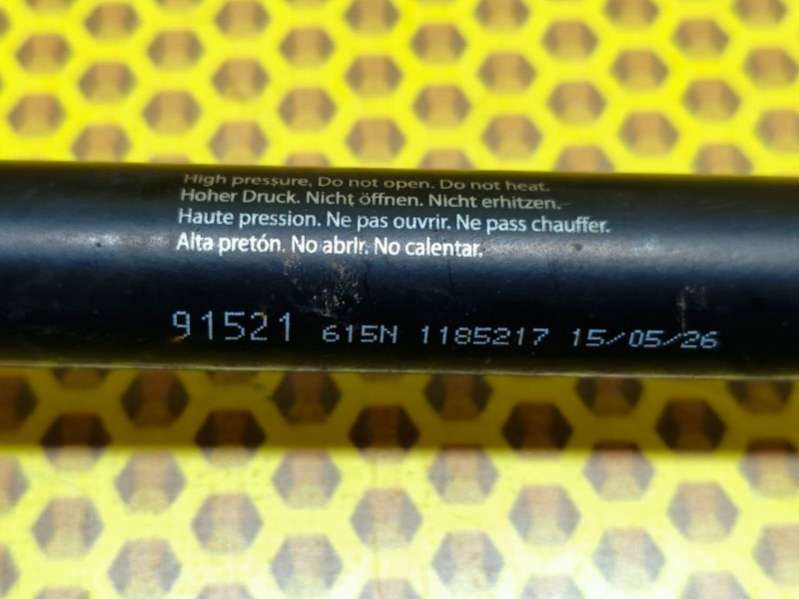 High pressure, Do not open. Do not heat.
Hoher Druck. Nicht öffnen. Nicht erhitzen.
Haute pression. Ne pas ouvrir. Ne pass chauffer.
Alta pretón. No abrir. No calentar.
91521 615N 1185217 15/05/26